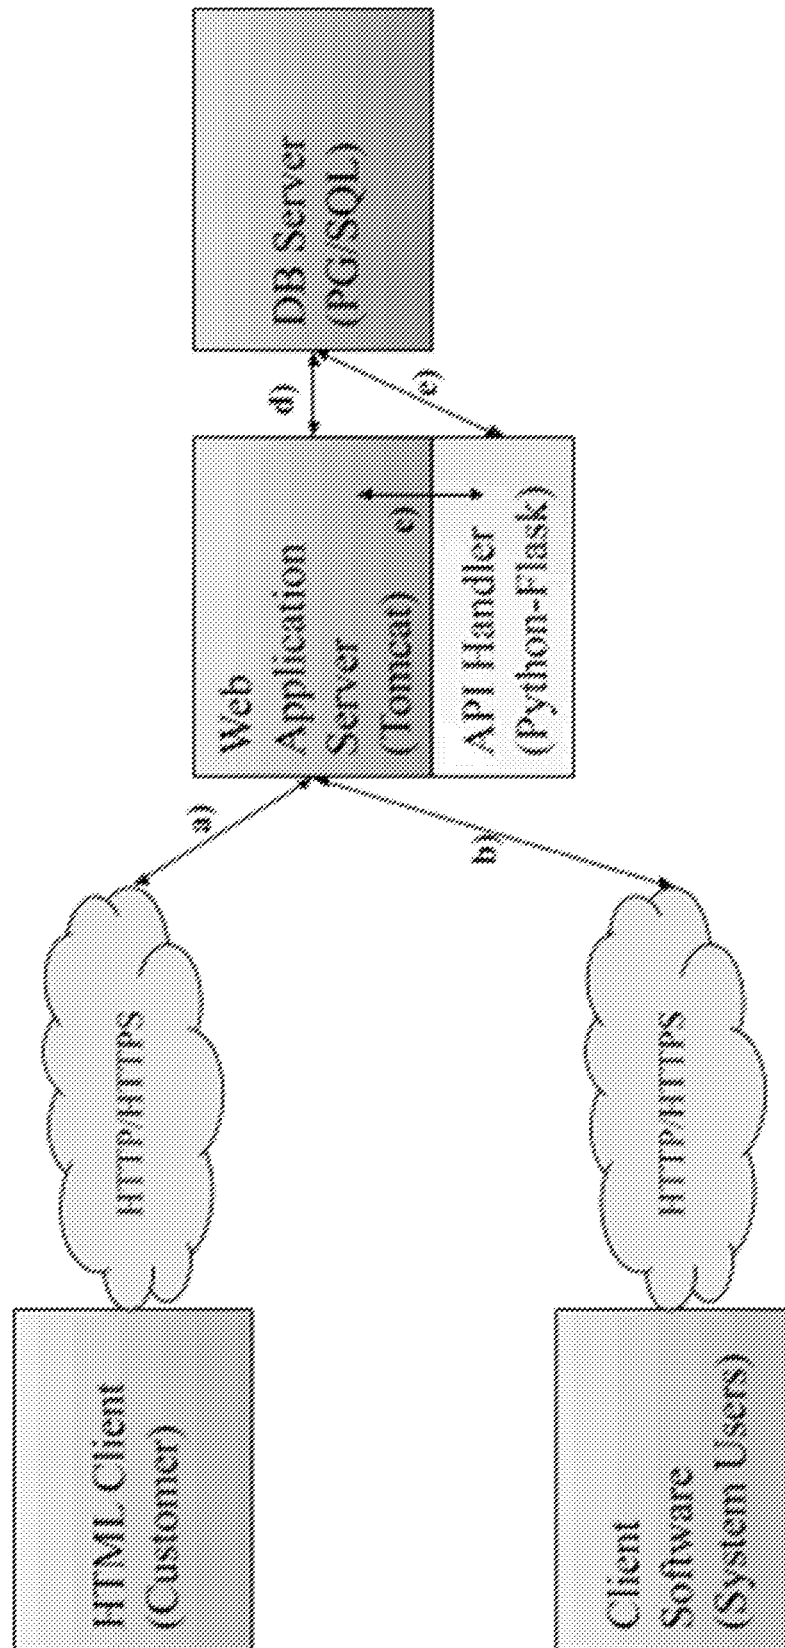 HTML Client
(Customer)
HTTP/HTTPS
a)
Web
Application
Server
(Tomcat)
c)
API Handler
(Python-Flask)
d)
e)
DB Server
(PG/SQL)
Client
Software
(System Users)
HTTP/HTTPS
b)